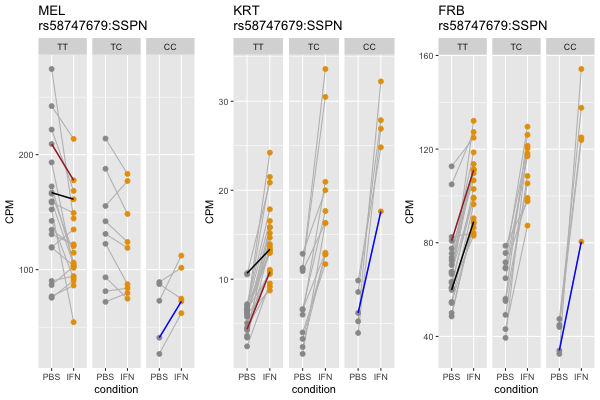 MEL
rs58747679:SSPN
TT TC CC
CPM
200
100
PBS IFN PBS IFN PBS IFN
condition
KRT
rs58747679:SSPN
TT TC CC
CPM
30
20
10
PBS IFN PBS IFN PBS IFN
condition
FRB
rs58747679:SSPN
TT TC CC
CPM
160
120
80
40
PBS IFN PBS IFN PBS IFN
condition